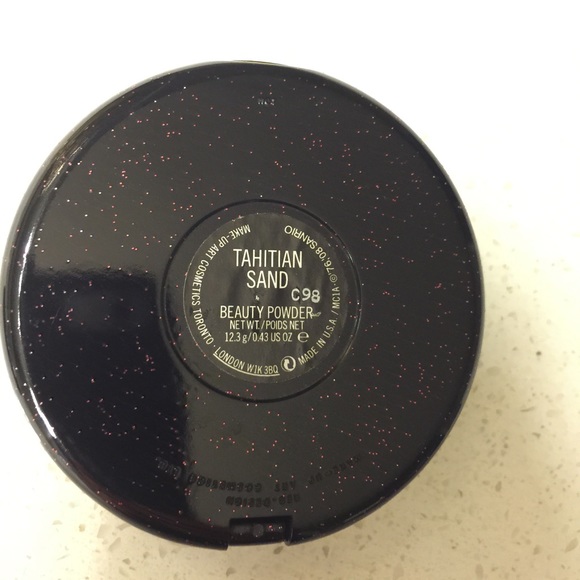 TAHITIAN
SAND
C98
BEAUTY POWDER
NET WT./POIDS NET
12.3 g/0.43 US OZ ℮
MAKE-UP ART COSMETICS TORONTO · LONDON W1K 3BQ
MADE IN U.S.A. / MCIA·©'76,'08 SANRIO